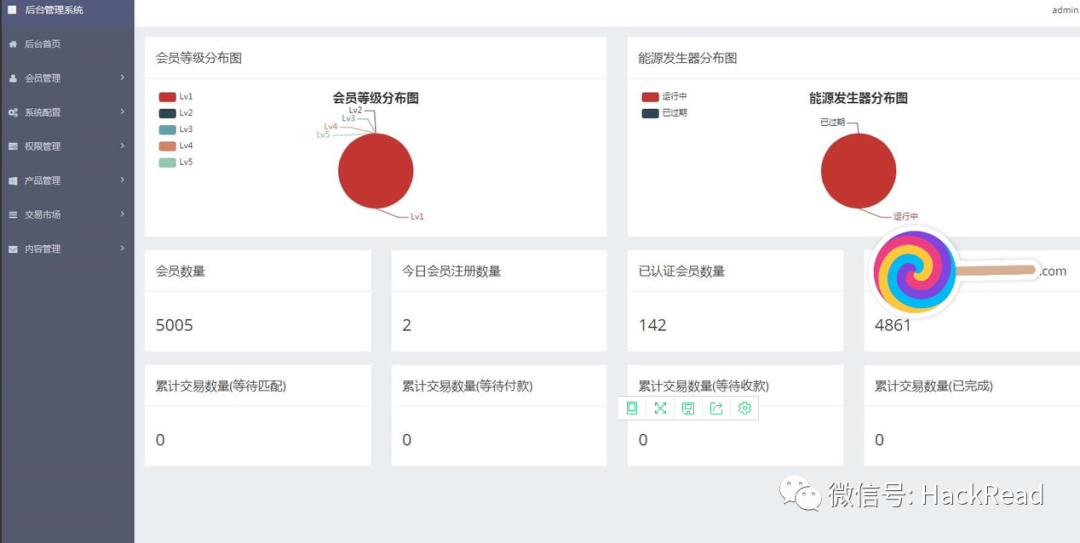 后台管理系统
admin
后台首页
会员管理
系统配置
权限管理
产品管理
交易市场
内容管理
会员等级分布图
Lv1
Lv2
Lv3
Lv4
Lv5
会员等级分布图
Lv2
Lv3
Lv4
Lv5
Lv1
能源发生器分布图
运行中
已过期
能源发生器分布图
已过期
运行中
会员数量
5005
今日会员注册数量
2
已认证会员数量
142
.com
4861
累计交易数量(等待匹配)
0
累计交易数量(等待付款)
0
累计交易数量(等待收款)
0
累计交易数量(已完成)
0
微信号: HackRead